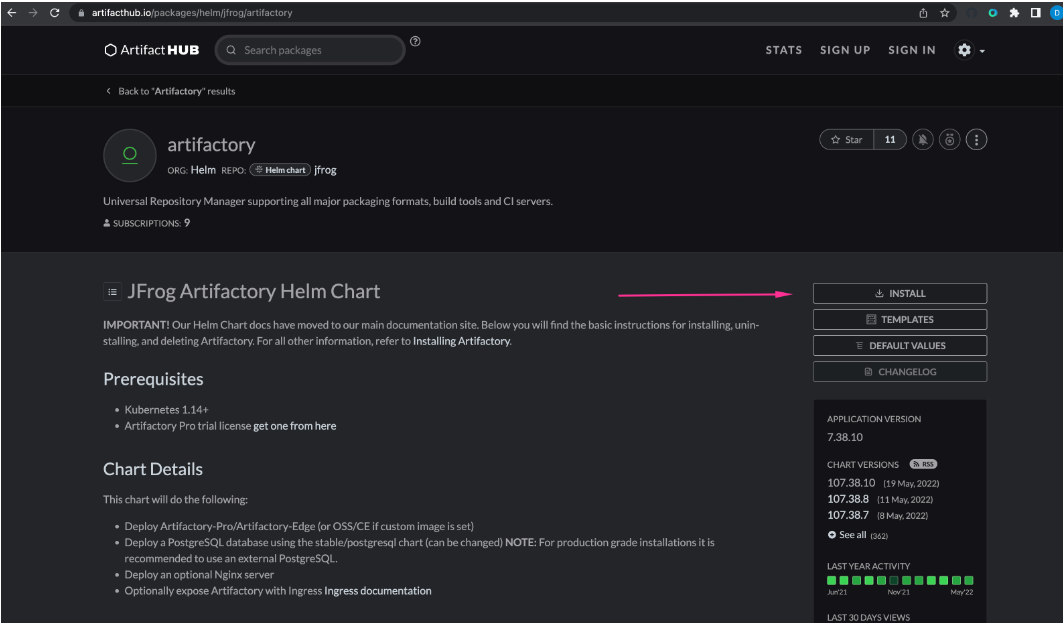 artifacthub.io/packages/helm/jfrog/artifactory
D
Artifact HUB
Search packages
?
STATS SIGN UP SIGN IN
Back to "Artifactory" results
artifactory
ORG: Helm REPO: Helm chart jfrog
Star 11
Universal Repository Manager supporting all major packaging formats, build tools and CI servers.
SUBSCRIPTIONS: 9
JFrog Artifactory Helm Chart
IMPORTANT! Our Helm Chart docs have moved to our main documentation site. Below you will find the basic instructions for installing, unin-
stalling, and deleting Artifactory. For all other information, refer to Installing Artifactory.
Prerequisites
• Kubernetes 1.14+
• Artifactory Pro trial license get one from here
Chart Details
This chart will do the following:
• Deploy Artifactory-Pro/Artifactory-Edge (or OSS/CE if custom image is set)
• Deploy a PostgreSQL database using the stable/postgresql chart (can be changed) NOTE: For production grade installations it is
recommended to use an external PostgreSQL.
• Deploy an optional Nginx server
• Optionally expose Artifactory with Ingress Ingress documentation
INSTALL
TEMPLATES
DEFAULT VALUES
CHANGELOG
APPLICATION VERSION
7.38.10
CHART VERSIONS RSS
107.38.10 (19 May, 2022)
107.38.8 (11 May, 2022)
107.38.7 (8 May, 2022)
See all (362)
LAST YEAR ACTIVITY
Jun'21 Nov'21 May'22
LAST 30 DAYS VIEWS